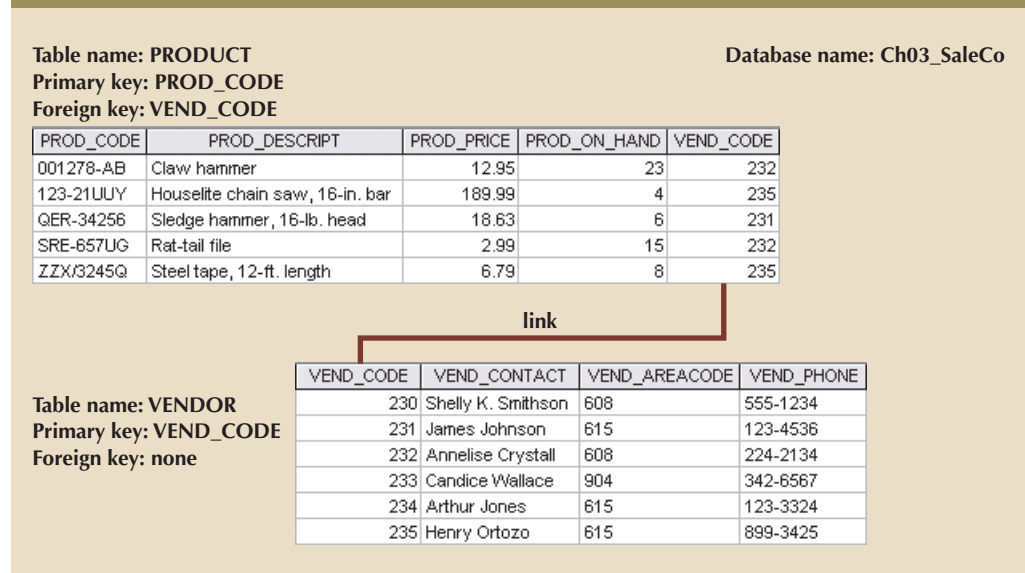 Table name: PRODUCT
Database name: Ch03_SaleCo
Primary key: PROD_CODE
Foreign key: VEND_CODE
PROD_CODE PROD_DESCRIPT PROD_PRICE PROD_ON_HAND VEND_CODE
001278-AB Claw hammer 12.95 23 232
123-21UUY Houselite chain saw, 16-in. bar 189.99 4 235
QER-34256 Sledge hammer, 16-lb. head 18.63 6 231
SRE-657UG Rat-tail file 2.99 15 232
ZZX/3245Q Steel tape, 12-ft. length 6.79 8 235
link
Table name: VENDOR
Primary key: VEND_CODE
Foreign key: none
VEND_CODE VEND_CONTACT VEND_AREACODE VEND_PHONE
230 Shelly K. Smithson 608 555-1234
231 James Johnson 615 123-4536
232 Annelise Crystall 608 224-2134
233 Candice Wallace 904 342-6567
234 Arthur Jones 615 123-3324
235 Henry Ortozo 615 899-3425